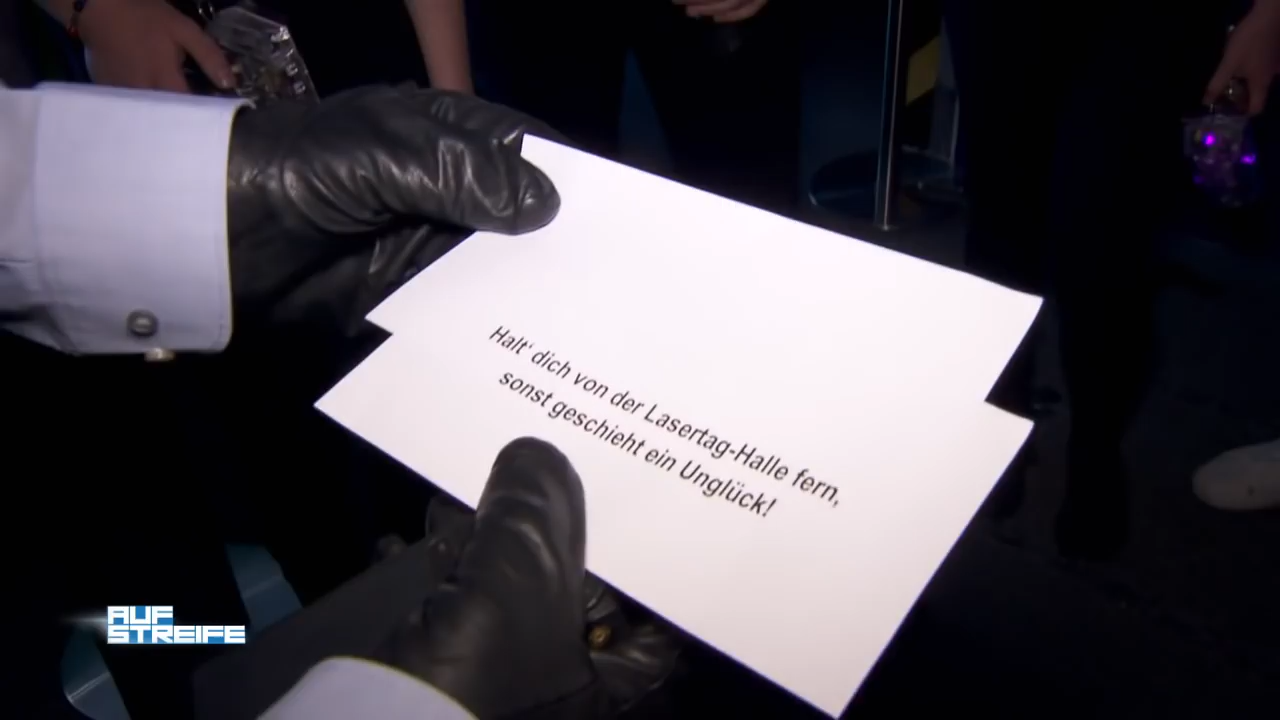 Halt' dich von der Lasertag-Halle fern,
sonst geschieht ein Unglück!
AUF
STREIFE